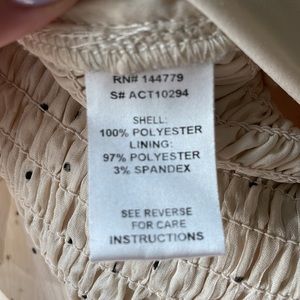 RN# 144779
S# ACT10294
SHELL:
100% POLYESTER
LINING:
97% POLYESTER
3% SPANDEX
SEE REVERSE
FOR CARE
INSTRUCTIONS